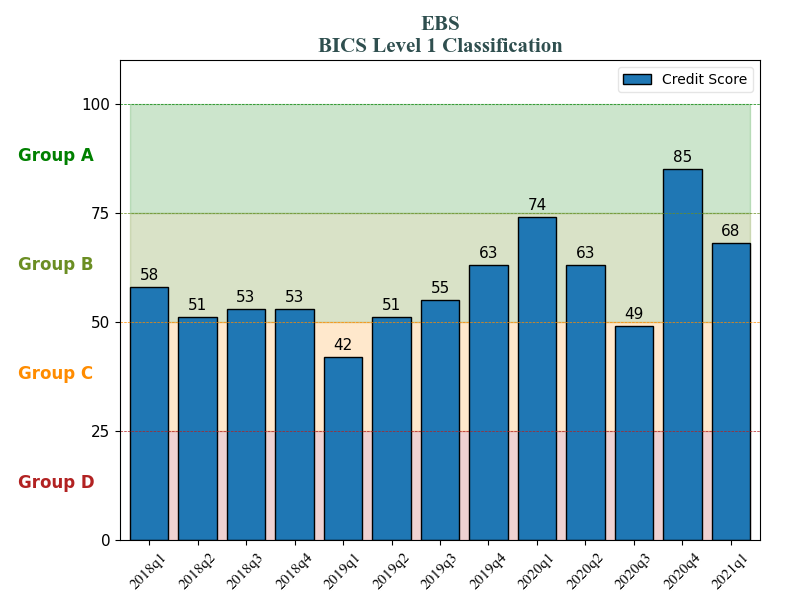 EBS
BICS Level 1 Classification
Credit Score
100
Group A
85
75
74
68
Group B
63
63
58
55
53
53
51
51
50
49
42
Group C
25
Group D
0
2018q1 2018q2 2018q3 2018q4 2019q1 2019q2 2019q3 2019q4 2020q1 2020q2 2020q3 2020q4 2021q1